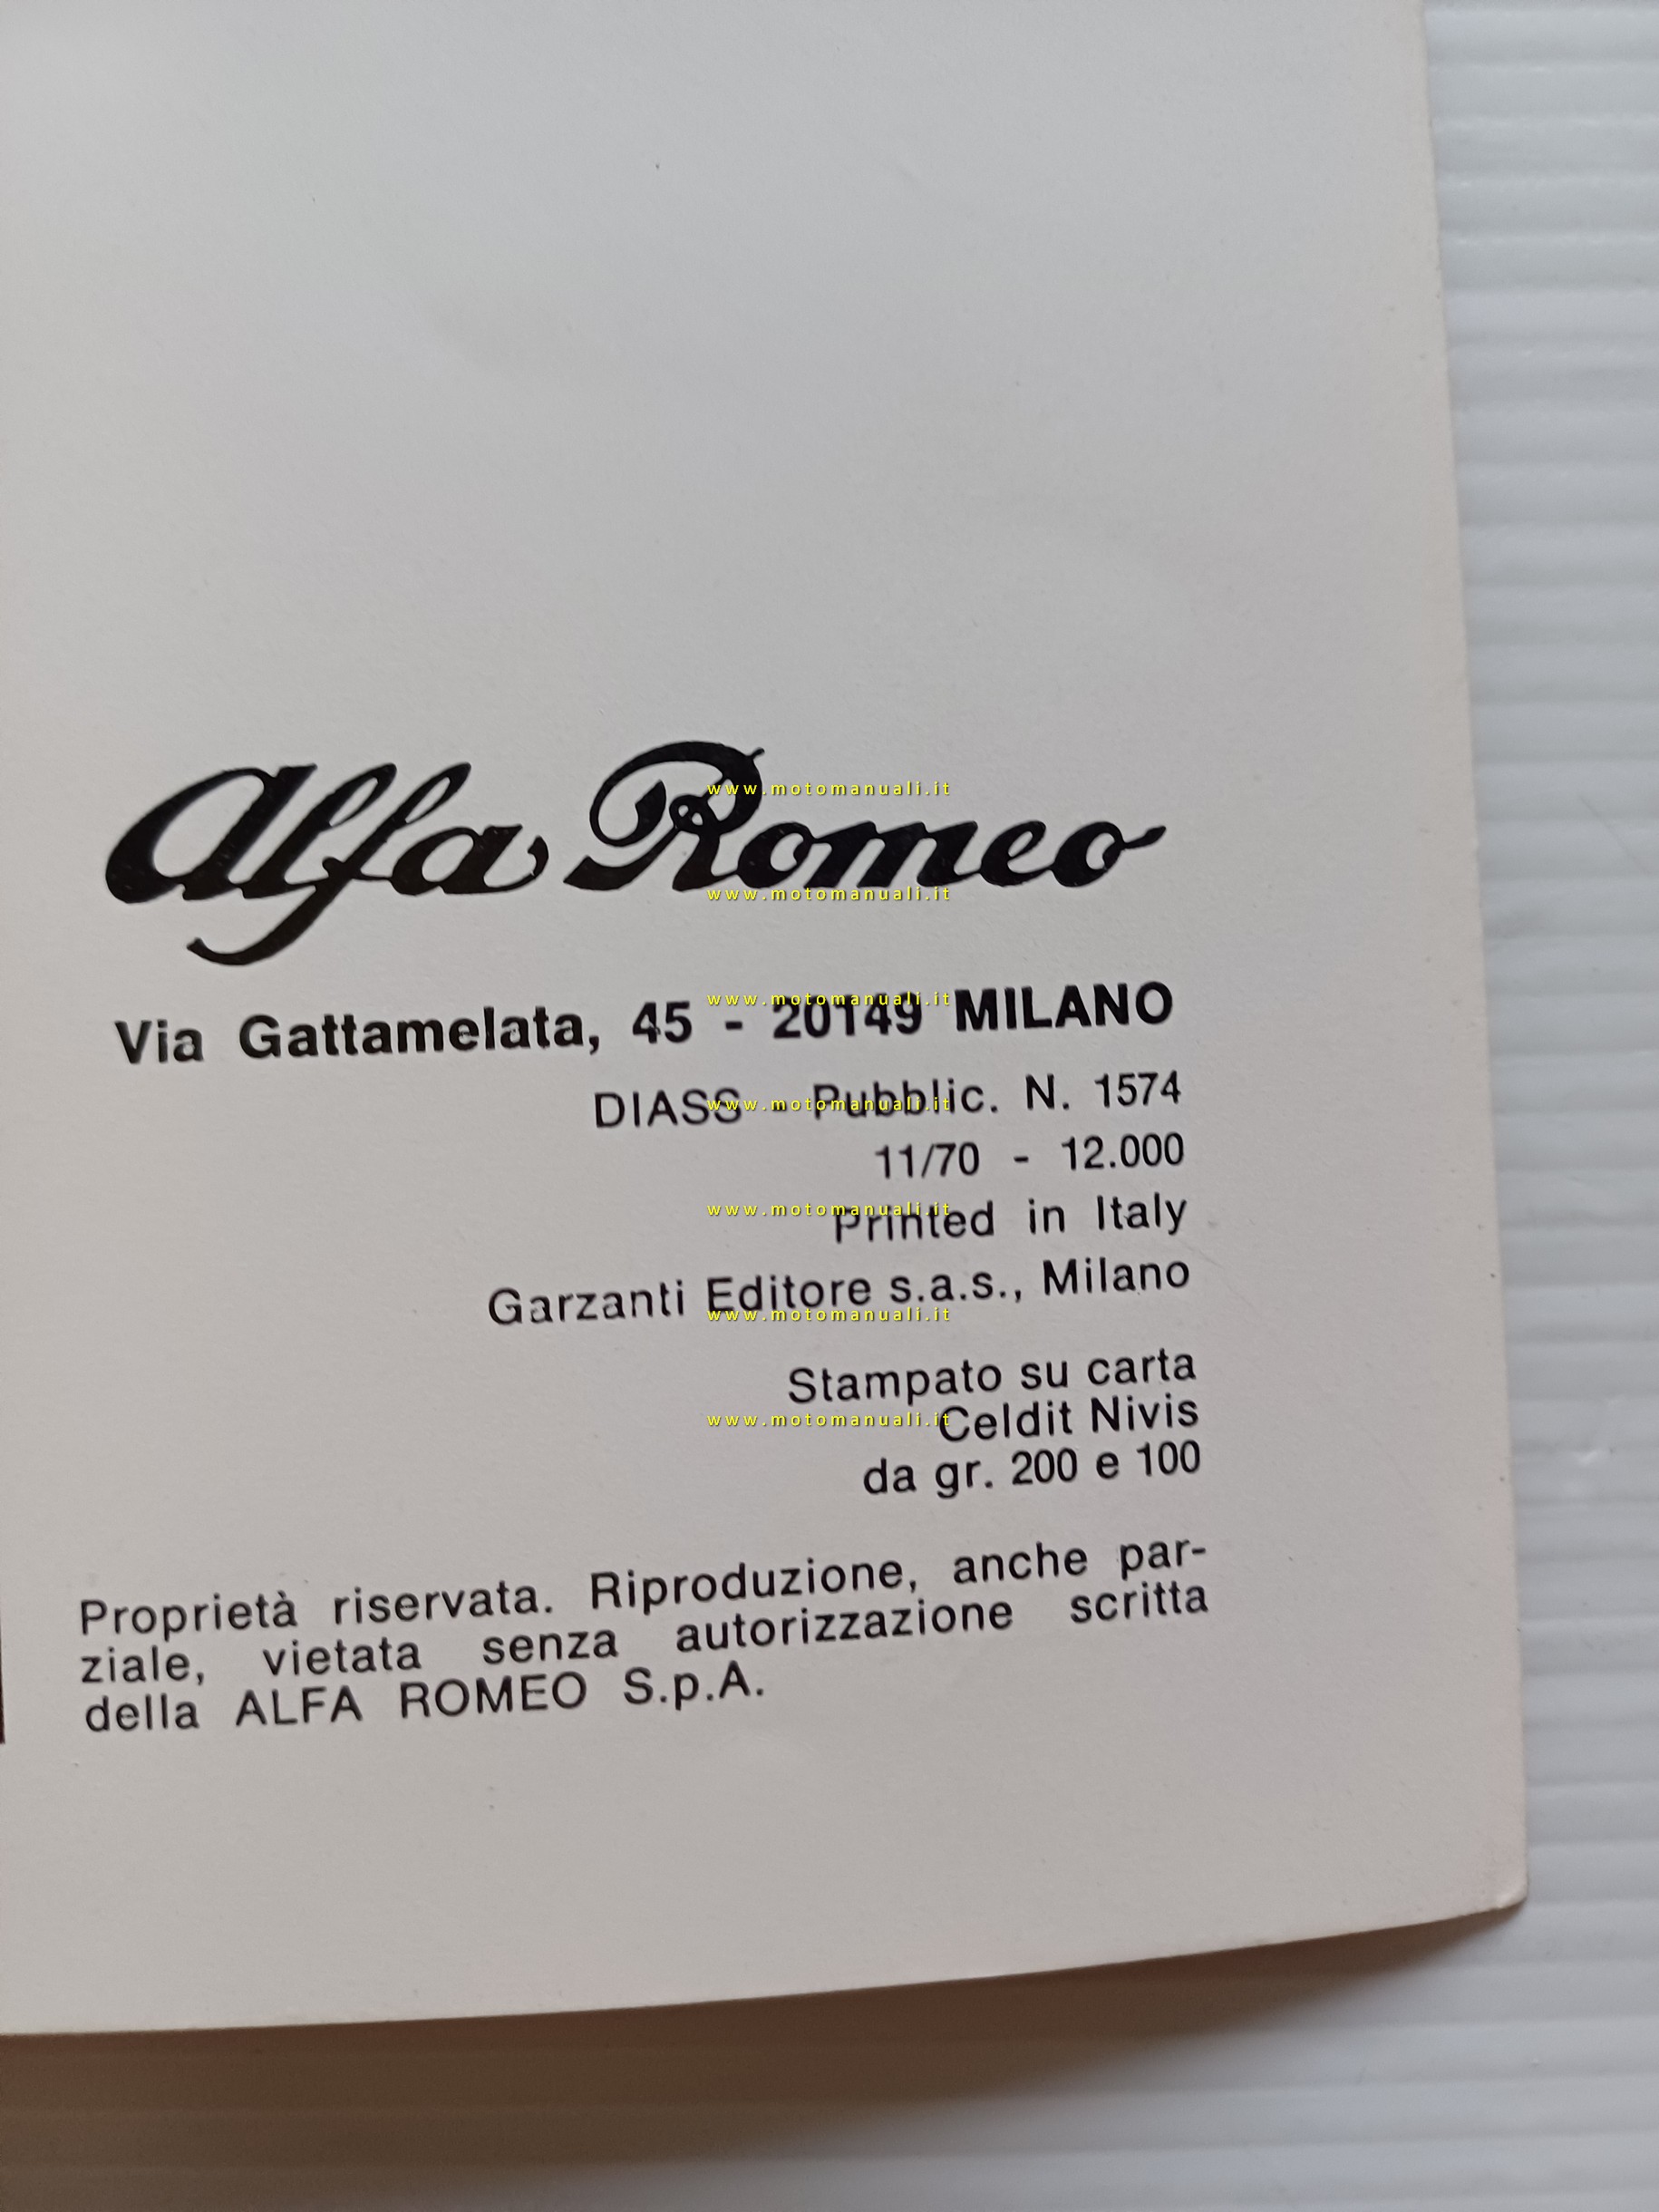 Alfa Romeo
www.motomanuali.it
www.motomanuali.it
Via Gattamelata, 45 - 20149 MILANO
www.motomanuali.it
DIASS - Pubblic. N. 1574
www.motomanuali.it
11/70 - 12.000
Printed in Italy
www.motomanuali.it
Garzanti Editore s.a.s., Milano
www.motomanuali.it
Stampato su carta
Celdit Nivis
www.motomanuali.it
da gr. 200 e 100
Proprietà riservata. Riproduzione, anche par-
ziale, vietata senza autorizzazione scritta
della ALFA ROMEO S.p.A.